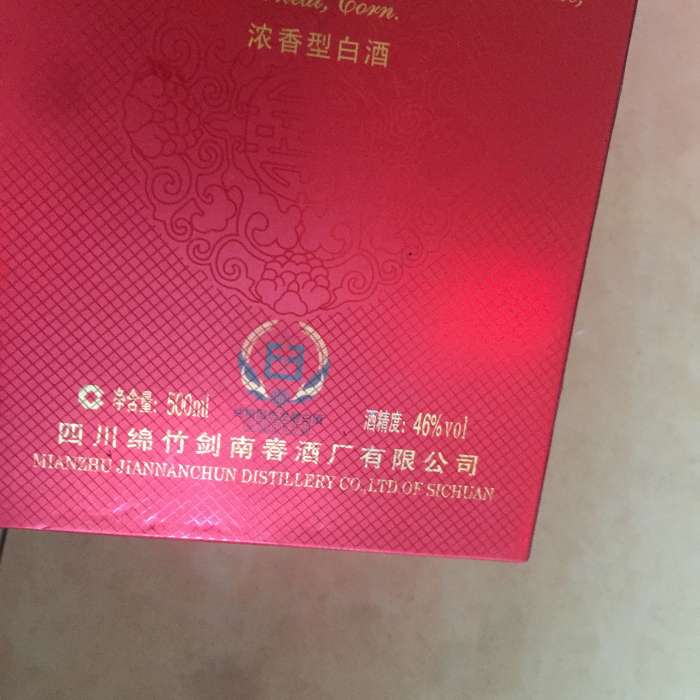 Corn.
浓香型白酒
净含量: 500ml
酒精度: 46%vol
四川绵竹剑南春酒厂有限公司
MIANZHU JIANNANCHUN DISTILLERY CO.,LTD.OF SICHUAN